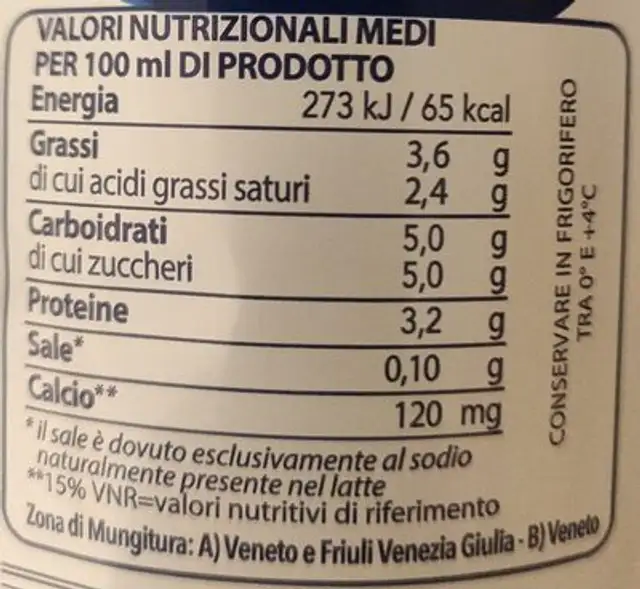 VALORI NUTRIZIONALI MEDI
PER 100 ml DI PRODOTTO
Energia 273 kJ / 65 kcal
Grassi 3,6 g
di cui acidi grassi saturi 2,4 g
Carboidrati 5,0 g
di cui zuccheri 5,0 g
Proteine 3,2 g
Sale* 0,10 g
Calcio** 120 mg
*il sale è dovuto esclusivamente al sodio
naturalmente presente nel latte
**15% VNR=valori nutritivi di riferimento
Zona di Mungitura: A) Veneto e Friuli Venezia Giulia - B) Veneto
CONSERVARE IN FRIGORIFERO
TRA 0° E +4°C